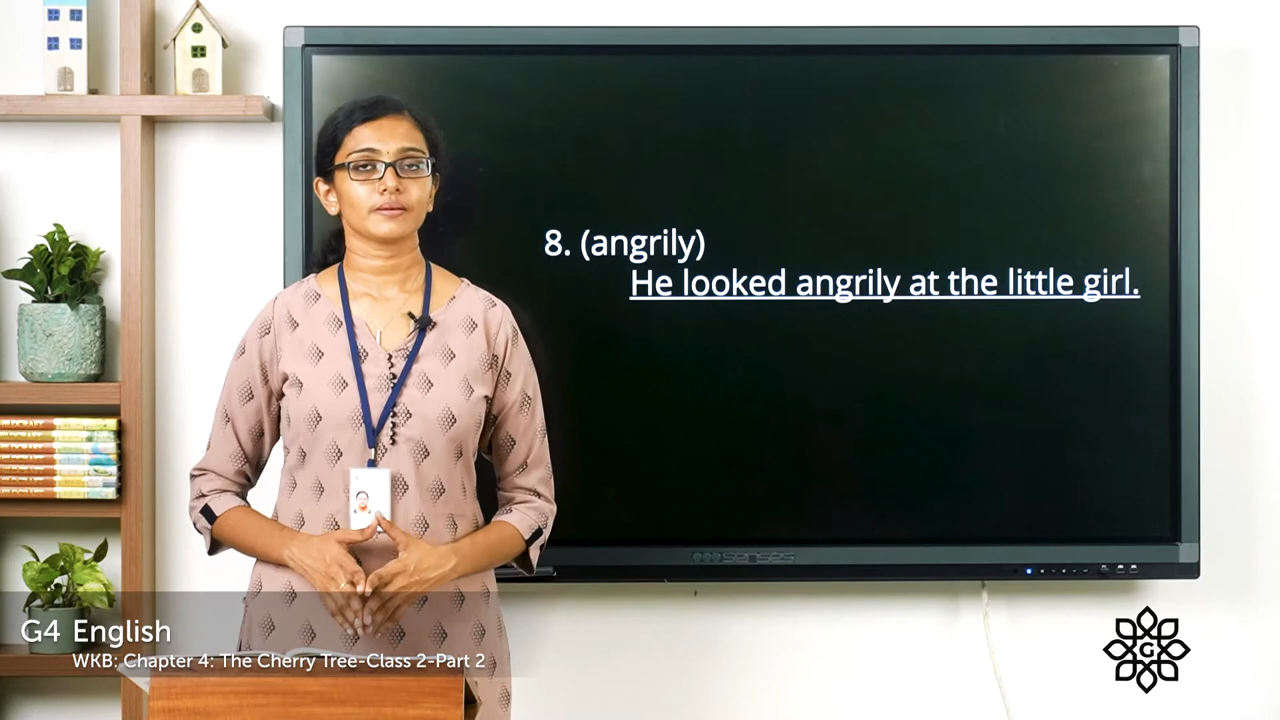 8. (angrily)
He looked angrily at the little girl.
G4 English
WKB: Chapter 4: The Cherry Tree-Class 2-Part 2
G